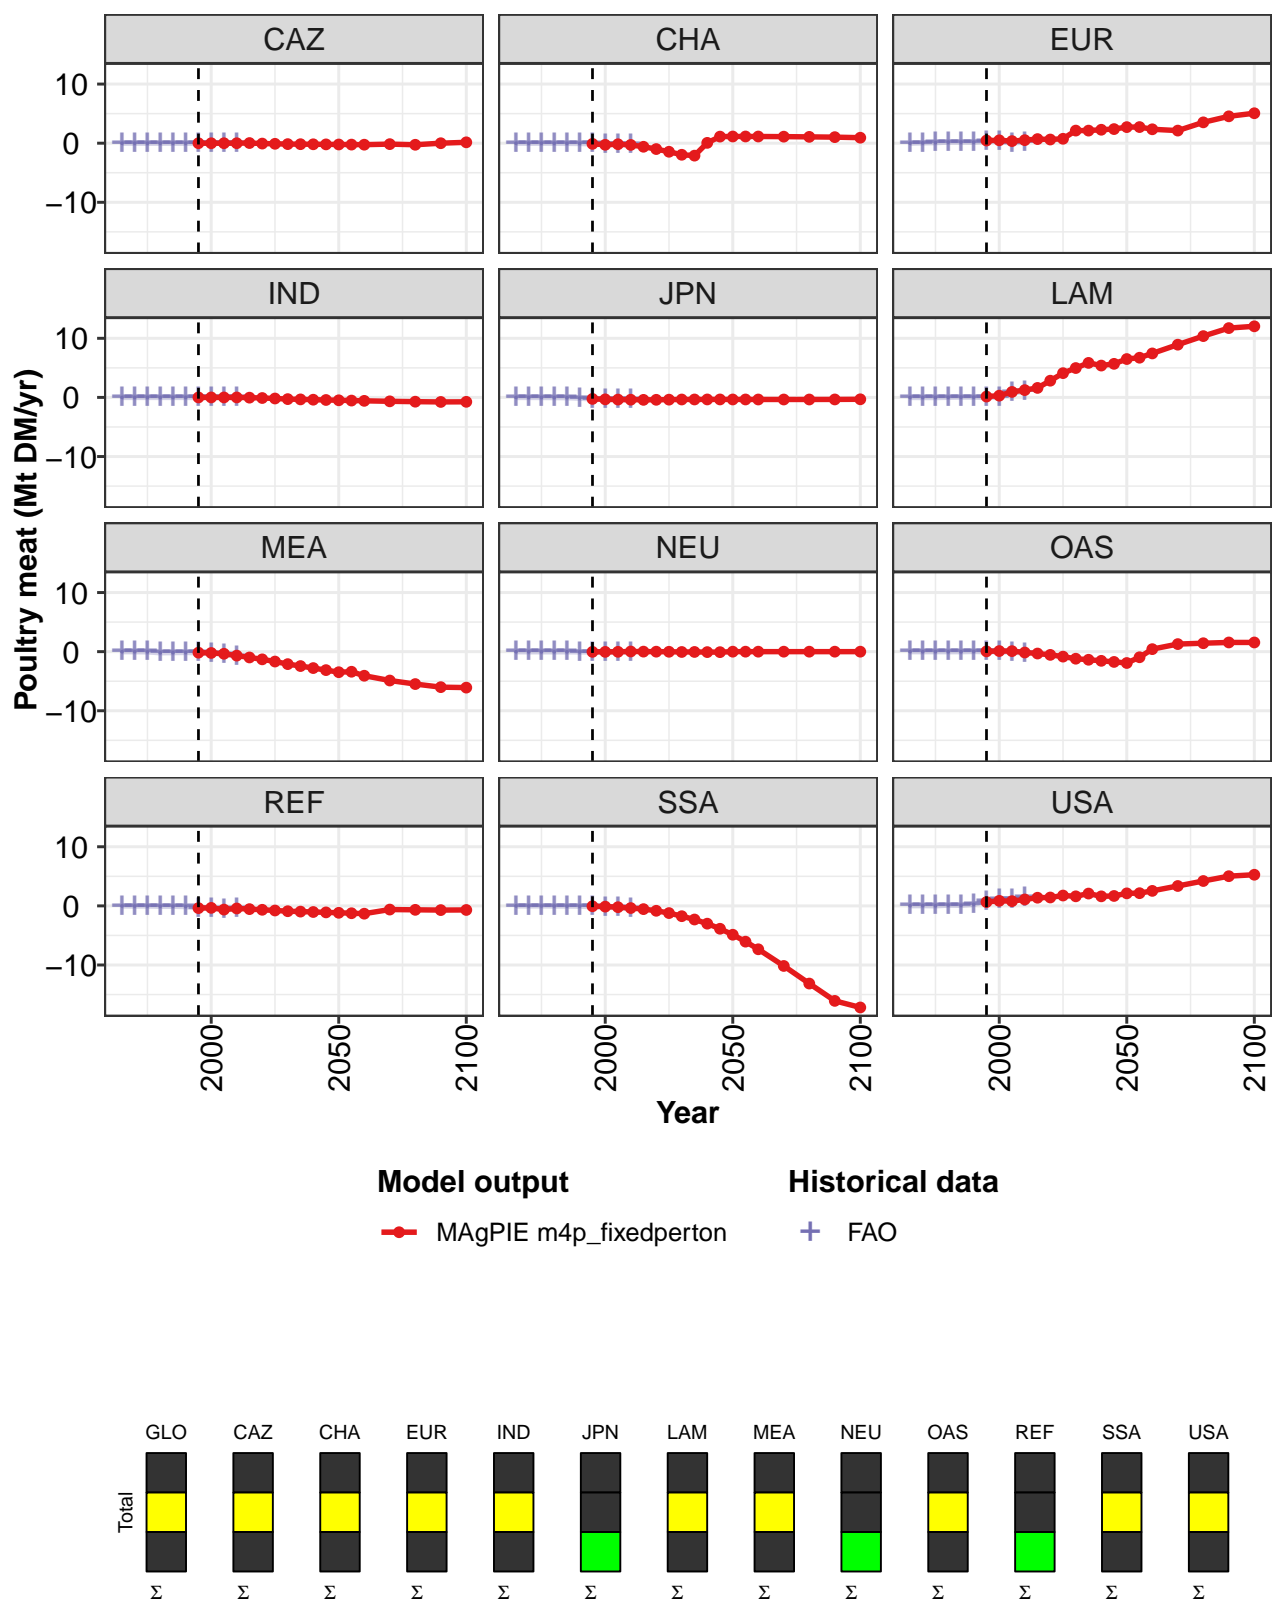 CAZ CHA EUR
10
0
−10
IND JPN LAM
10
0
−10
MEA NEU OAS
10
0
−10
REF SSA USA
10
0
−10
Poultry meat (Mt DM/yr)
2000 2050 2100 2000 2050 2100 2000 2050 2100
Year
Model output Historical data
MAgPIE m4p_fixedperton FAO
GLO CAZ CHA EUR IND JPN LAM MEA NEU OAS REF SSA USA
Total
Σ Σ Σ Σ Σ Σ Σ Σ Σ Σ Σ Σ Σ